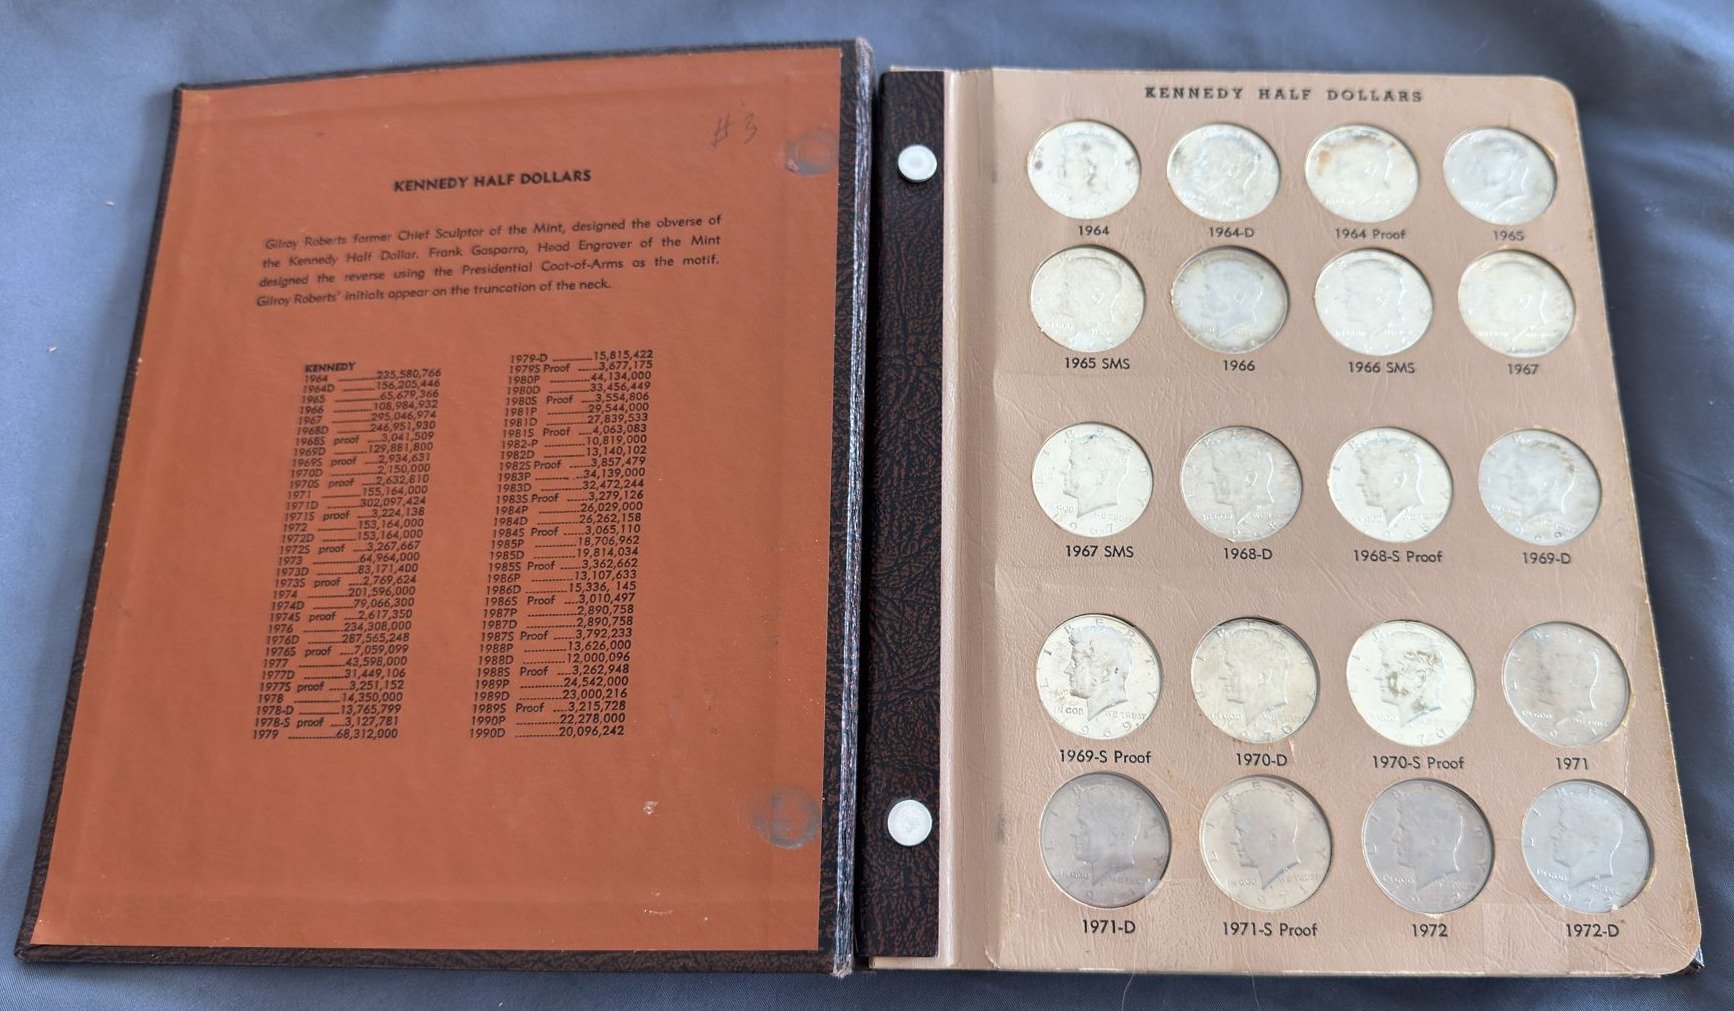 # 3
KENNEDY HALF DOLLARS
Gilroy Roberts former Chief Sculptor of the Mint, designed the obverse of
the Kennedy Half Dollar. Frank Gasparro, Head Engraver of the Mint
designed the reverse using the Presidential Coat-of-Arms as the motif.
Gilroy Roberts' initials appear on the truncation of the neck.
KENNEDY
1964 ..........235,580,766
1964D ..........156,205,446
1965 ..........65,679,366
1966 ..........108,984,932
1967 ..........295,046,974
1968D ..........246,951,930
1968S proof ....3,041,509
1969D ..........129,881,800
1969S proof ....2,934,631
1970D ..........2,150,000
1970S proof ....2,632,810
1971 ..........155,164,000
1971D ..........302,097,424
1971S proof ....3,224,138
1972 ..........153,164,000
1972D ..........153,164,000
1972S proof ....3,267,667
1973 ..........64,964,000
1973D ..........83,171,400
1973S proof ....2,769,624
1974 ..........201,596,000
1974D ..........79,066,300
1974S proof ....2,617,350
1976 ..........234,308,000
1976D ..........287,565,248
1976S proof ....7,059,099
1977 ..........43,598,000
1977D ..........31,449,106
1977S proof ....3,251,152
1978 ..........14,350,000
1978-D ..........13,765,799
1978-S proof ....3,127,781
1979 ..........68,312,000
1979-D ..........15,815,422
1979S Proof ....3,677,175
1980P ..........44,134,000
1980D ..........33,456,449
1980S Proof ....3,554,806
1981P ..........29,544,000
1981D ..........27,839,533
1981S Proof ....4,063,083
1982-P ..........10,819,000
1982D ..........13,140,102
1982S Proof ....3,857,479
1983P ..........34,139,000
1983D ..........32,472,244
1983S Proof ....3,279,126
1984P ..........26,029,000
1984D ..........26,262,158
1984S Proof ....3,065,110
1985P ..........18,706,962
1985D ..........19,814,034
1985S Proof ....3,362,662
1986P ..........13,107,633
1986D ..........15,336, 145
1986S Proof ....3,010,497
1987P ..........2,890,758
1987D ..........2,890,758
1987S Proof ....3,792,233
1988P ..........13,626,000
1988D ..........12,000,096
1988S Proof ....3,262,948
1989P ..........24,542,000
1989D ..........23,000,216
1989S Proof ....3,215,728
1990P ..........22,278,000
1990D ..........20,096,242
KENNEDY HALF DOLLARS
1964 1964-D 1964 Proof 1965
1965 SMS 1966 1966 SMS 1967
1967 SMS 1968-D 1968-S Proof 1969-D
IN GOD WE TRUST
1969-S Proof 1970-D 1970-S Proof 1971
1971-D 1971-S Proof 1972 1972-D